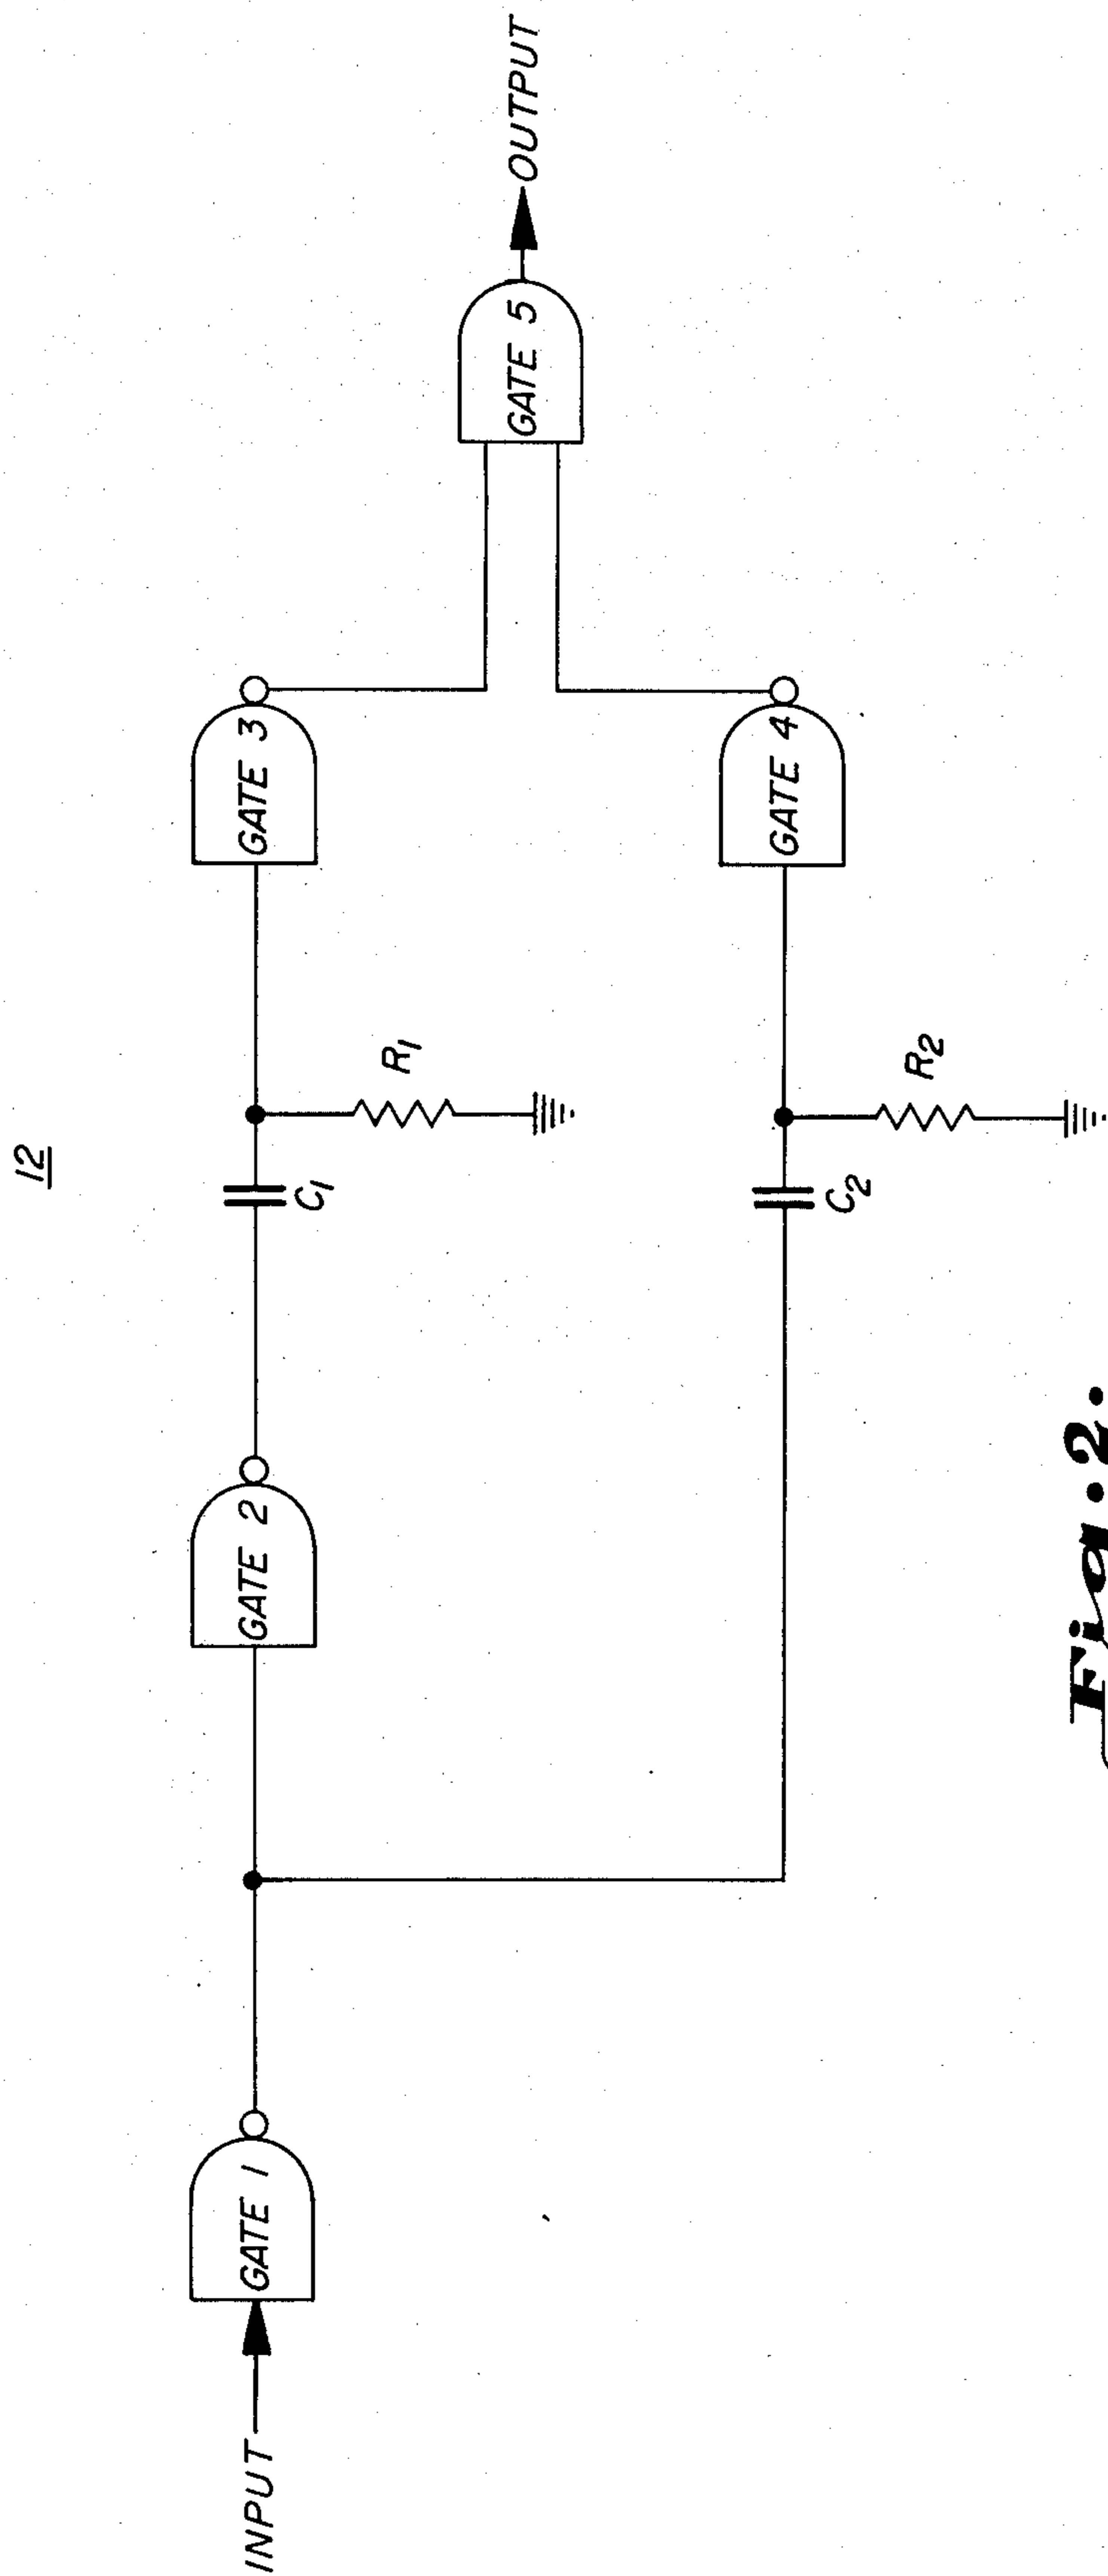 12
INPUT
GATE 1
GATE 2
C1
R1
GATE 3
C2
R2
GATE 4
GATE 5
OUTPUT
Fig. 2.